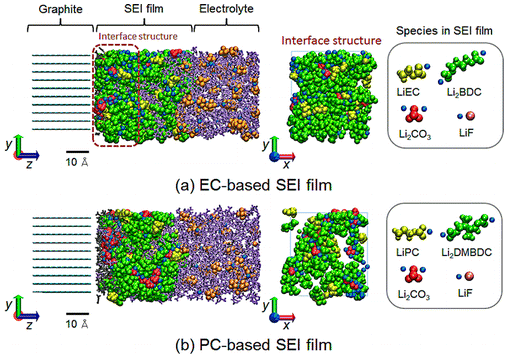 Graphite
SEI film
Electrolyte
Species in SEI film
Interface structure
Interface structure
LiEC
Li2BDC
Li2CO3
LiF
y
z
10 Å
y
x
(a) EC-based SEI film
LiPC
Li2DMBDC
Li2CO3
LiF
y
z
10 Å
y
x
(b) PC-based SEI film